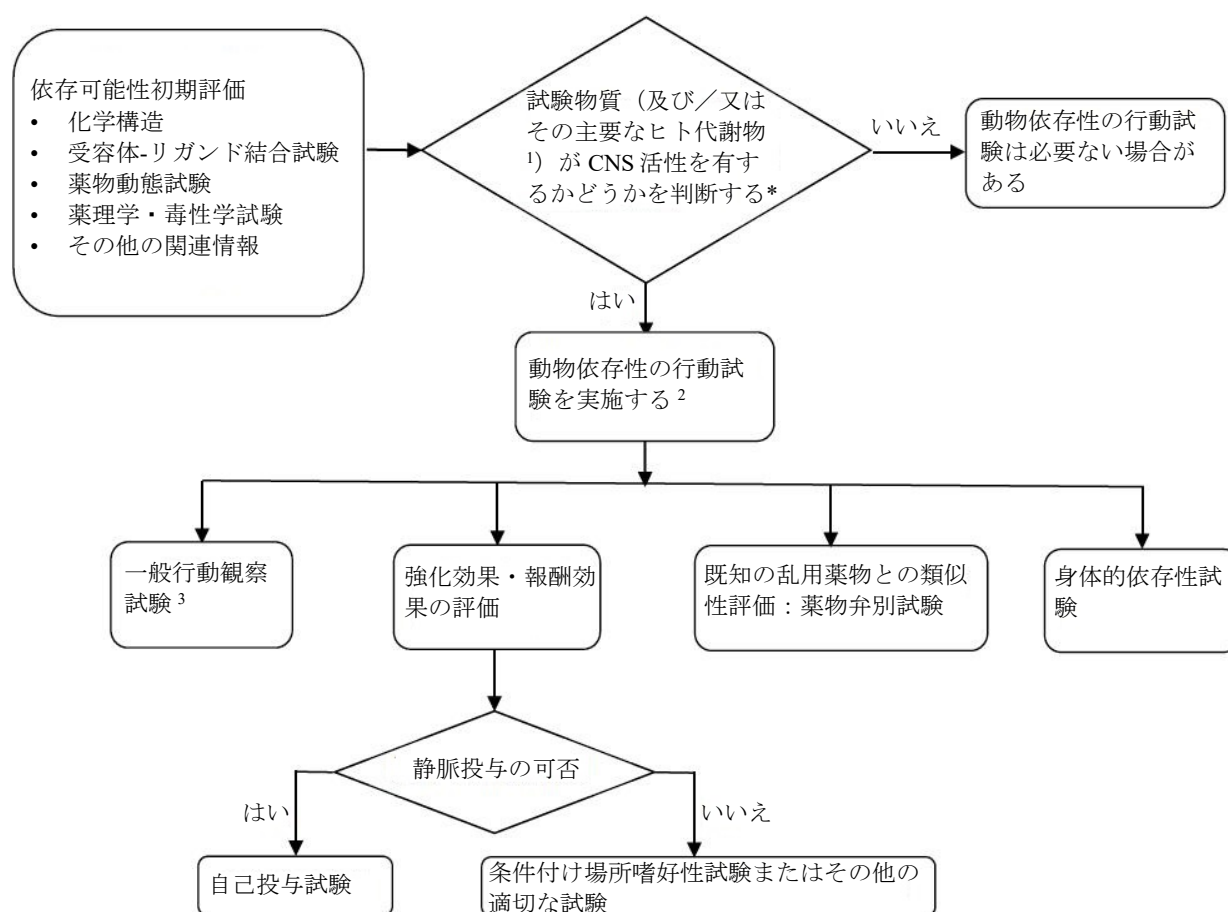 依存可能性初期評価
• 化学構造
• 受容体-リガンド結合試験
• 薬物動態試験
• 薬理学・毒性学試験
• その他の関連情報
試験物質（及び／又は
その主要なヒト代謝物
¹）が CNS 活性を有す
るかどうかを判断する*
いいえ
動物依存性の行動試
験は必要ない場合が
ある
はい
動物依存性の行動試
験を実施する ²
一般行動観察
試験 ³
強化効果・報酬効
果の評価
既知の乱用薬物との類似
性評価：薬物弁別試験
身体的依存性試
験
静脈投与の可否
はい
いいえ
自己投与試験
条件付け場所嗜好性試験またはその他の
適切な試験